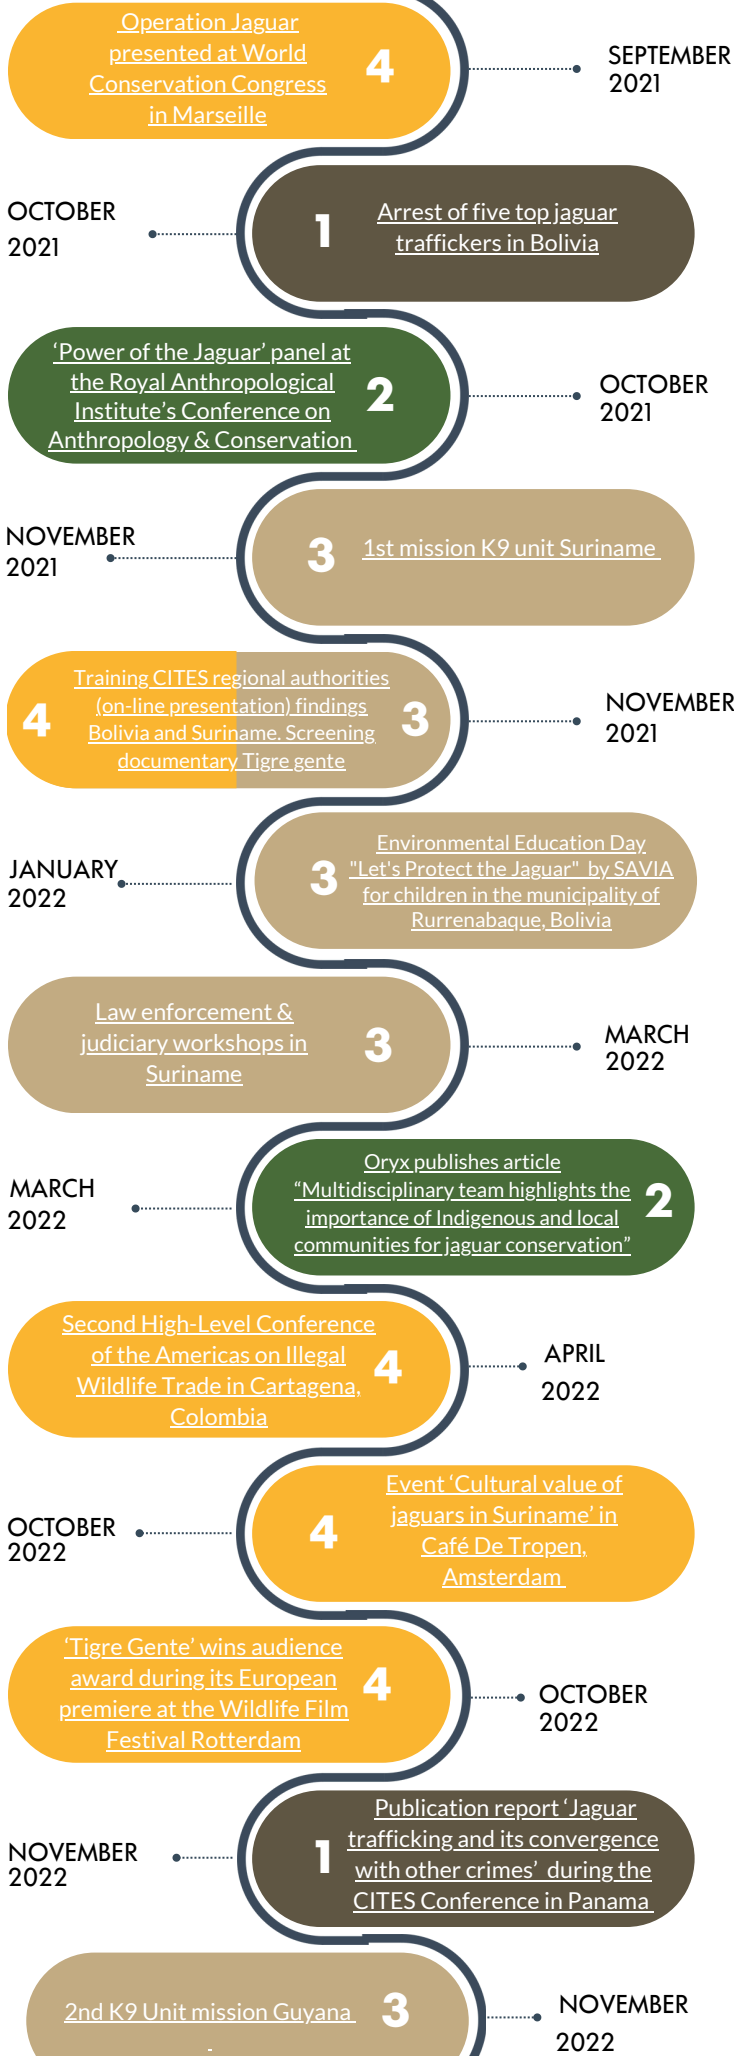 Operation Jaguar
presented at World
Conservation Congress
in Marseille
4
SEPTEMBER
2021
OCTOBER
2021
1
Arrest of five top jaguar
traffickers in Bolivia
‘Power of the Jaguar’ panel at
the Royal Anthropological
Institute’s Conference on
Anthropology & Conservation
2
OCTOBER
2021
NOVEMBER
2021
3
1st mission K9 unit Suriname
4
Training CITES regional authorities
(on-line presentation) findings
Bolivia and Suriname. Screening
documentary Tigre gente
3
NOVEMBER
2021
JANUARY
2022
3
Environmental Education Day
"Let's Protect the Jaguar" by SAVIA
for children in the municipality of
Rurrenabaque, Bolivia
Law enforcement &
judiciary workshops in
Suriname
3
MARCH
2022
MARCH
2022
Oryx publishes article
“Multidisciplinary team highlights the
importance of Indigenous and local
communities for jaguar conservation”
2
Second High-Level Conference
of the Americas on Illegal
Wildlife Trade in Cartagena,
Colombia
4
APRIL
2022
OCTOBER
2022
4
Event ‘Cultural value of
jaguars in Suriname’ in
Café De Tropen,
Amsterdam
‘Tigre Gente’ wins audience
award during its European
premiere at the Wildlife Film
Festival Rotterdam
4
OCTOBER
2022
NOVEMBER
2022
1
Publication report ‘Jaguar
trafficking and its convergence
with other crimes’ during the
CITES Conference in Panama
2nd K9 Unit mission Guyana
3
NOVEMBER
2022